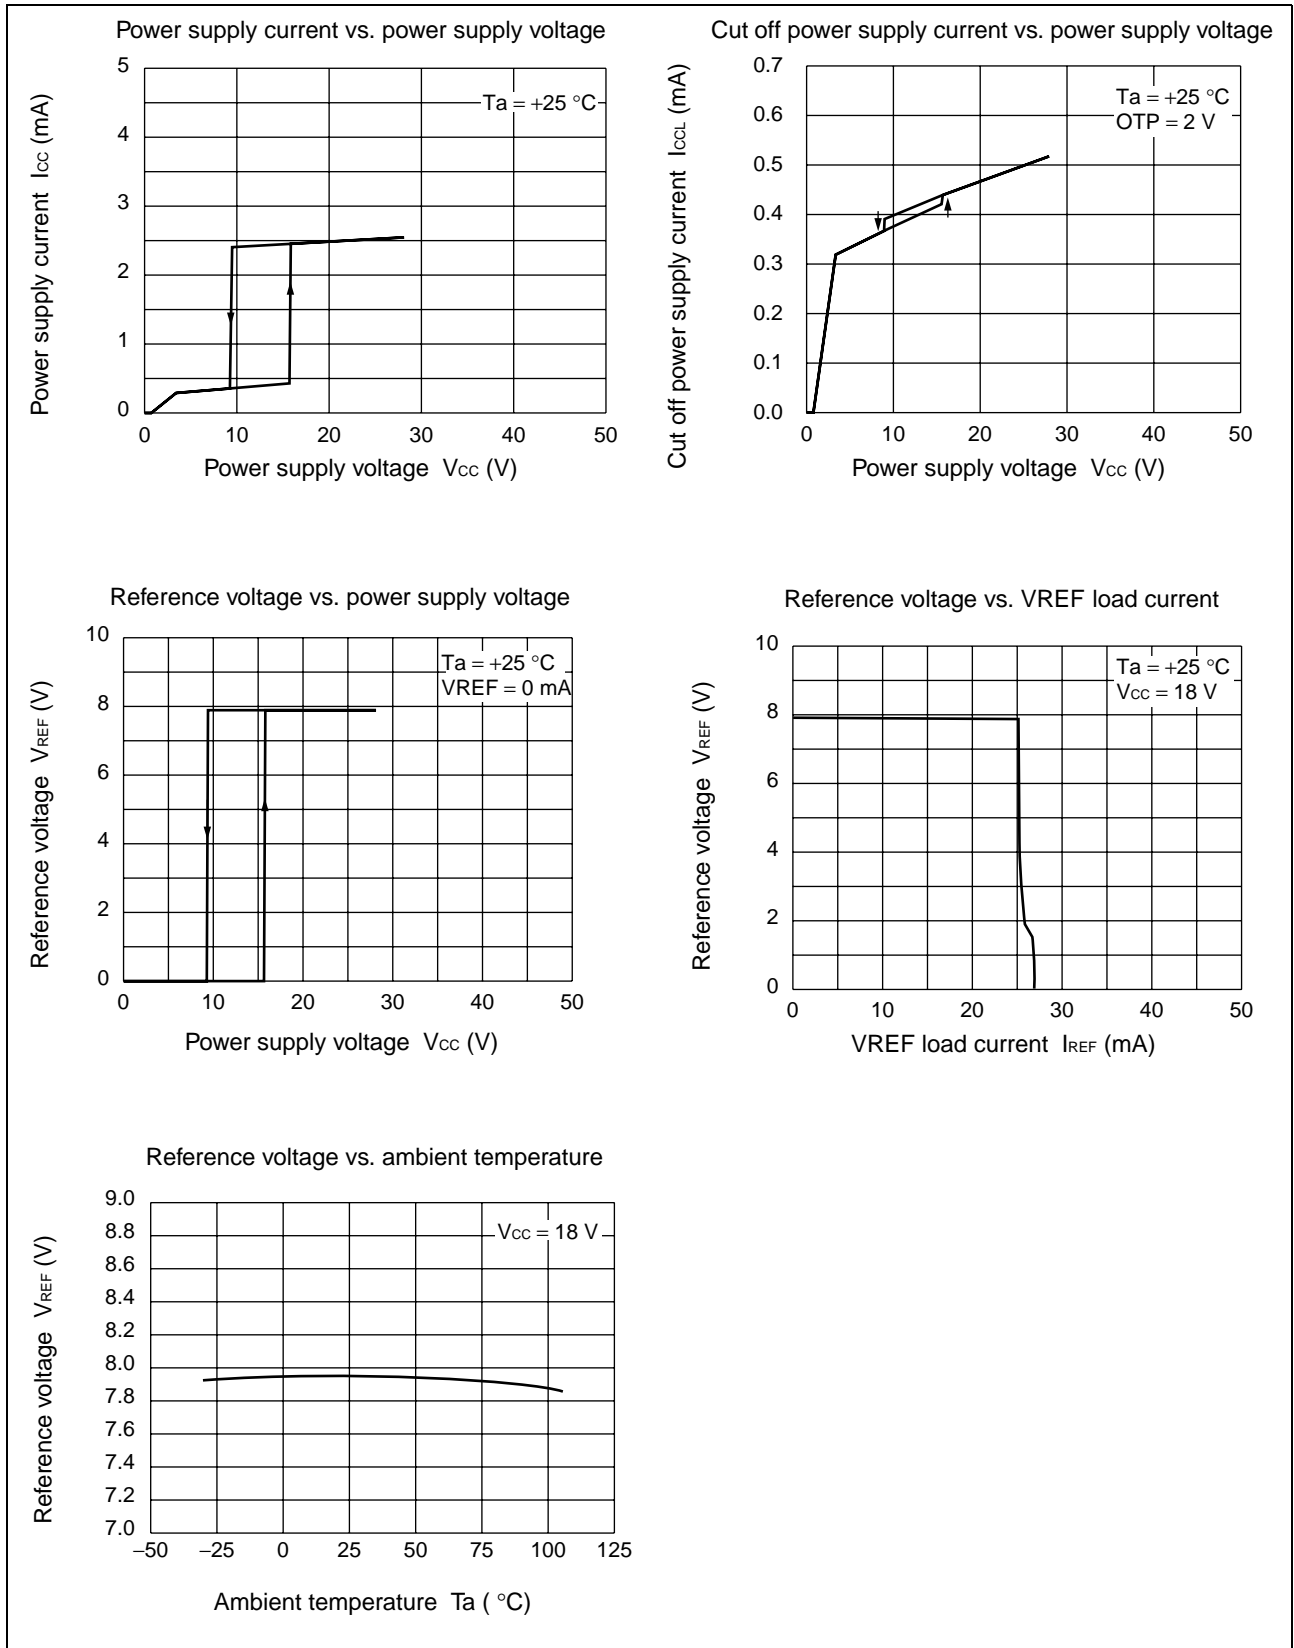 Power supply current vs. power supply voltage
Power supply current ICC (mA)
5
4
3
2
1
0
Ta = +25 °C
0 10 20 30 40 50
Power supply voltage VCC (V)
Cut off power supply current vs. power supply voltage
Cut off power supply current ICCL (mA)
0.7
0.6
0.5
0.4
0.3
0.2
0.1
0.0
Ta = +25 °C
OTP = 2 V
0 10 20 30 40 50
Power supply voltage VCC (V)
Reference voltage vs. power supply voltage
Reference voltage VREF (V)
10
8
6
4
2
0
Ta = +25 °C
VREF = 0 mA
0 10 20 30 40 50
Power supply voltage VCC (V)
Reference voltage vs. VREF load current
Reference voltage VREF (V)
10
8
6
4
2
0
Ta = +25 °C
VCC = 18 V
0 10 20 30 40 50
VREF load current IREF (mA)
Reference voltage vs. ambient temperature
Reference voltage VREF (V)
9.0
8.8
8.6
8.4
8.2
8.0
7.8
7.6
7.4
7.2
7.0
VCC = 18 V
−50 −25 0 25 50 75 100 125
Ambient temperature Ta ( °C)